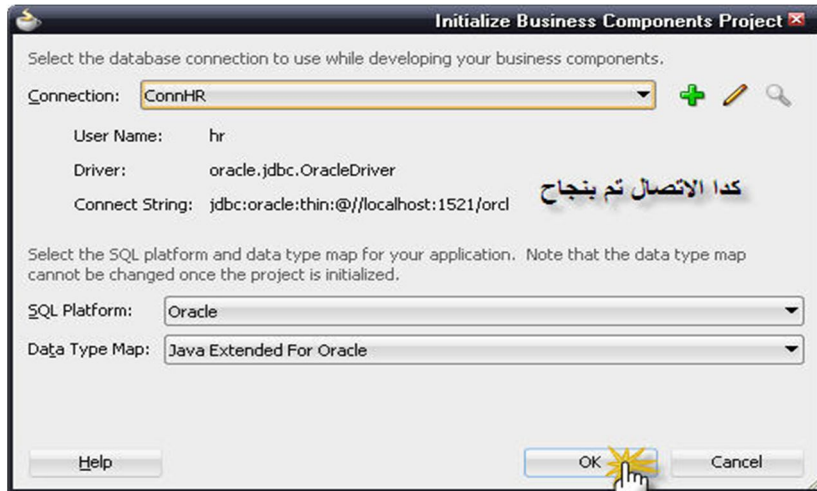 Initialize Business Components Project
Select the database connection to use while developing your business components.
Connection: ConnHR
User Name: hr
Driver: oracle.jdbc.OracleDriver
Connect String: jdbc:oracle:thin:@//localhost:1521/orcl
كدا الاتصال تم بنجاح
Select the SQL platform and data type map for your application. Note that the data type map
cannot be changed once the project is initialized.
SQL Platform: Oracle
Data Type Map: Java Extended For Oracle
Help OK Cancel